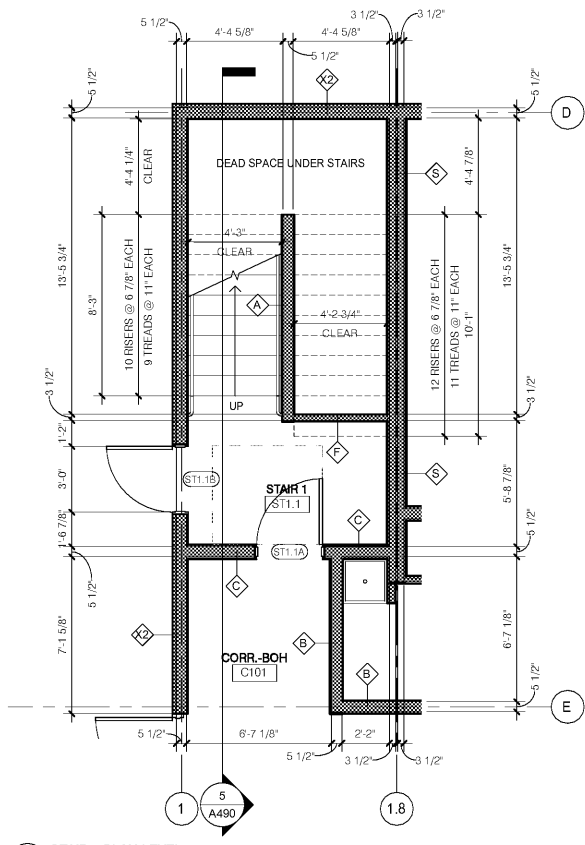 3 1/2"
3 1/2"
5 1/2"
4'-4 5/8"
4'-4 5/8"
5 1/2"
X2
5 1/2"
5 1/2"
D
DEAD SPACE UNDER STAIRS
4'-4 1/4"
CLEAR
S
4'-4 7/8"
13'-5 3/4"
13'-5 3/4"
4'-3"
CLEAR
10 RISERS @ 6 7/8" EACH
9 TREADS @ 11" EACH
8'-3"
A
4'-2 3/4"
CLEAR
12 RISERS @ 6 7/8" EACH
11 TREADS @ 11" EACH
10'-1"
UP
3 1/2"
3 1/2"
1'-2"
F
3'-0"
ST1.1B
STAIR 1
ST1.1
S
5'-8 7/8"
1'-6 7/8"
C
ST1.1A
5 1/2"
5 1/2"
C
7'-1 5/8"
X2
B
6'-7 1/8"
CORR.-BOH
C101
B
5 1/2"
E
5 1/2"
6'-7 1/8"
5 1/2"
2'-2"
3 1/2"
3 1/2"
1
5
A490
1.8